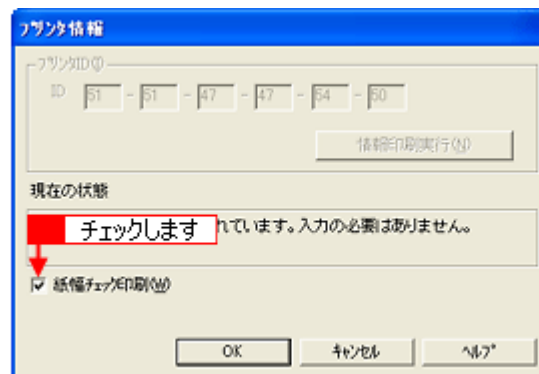 プリンタ情報
プリンタID(I)
ID 51 - 51 - 47 - 47 - 54 - 50
情報印刷実行(N)
現在の状態
チェックします れています。入力の必要はありません。
紙幅チェック印刷(W)
OK キャンセル ヘルプ